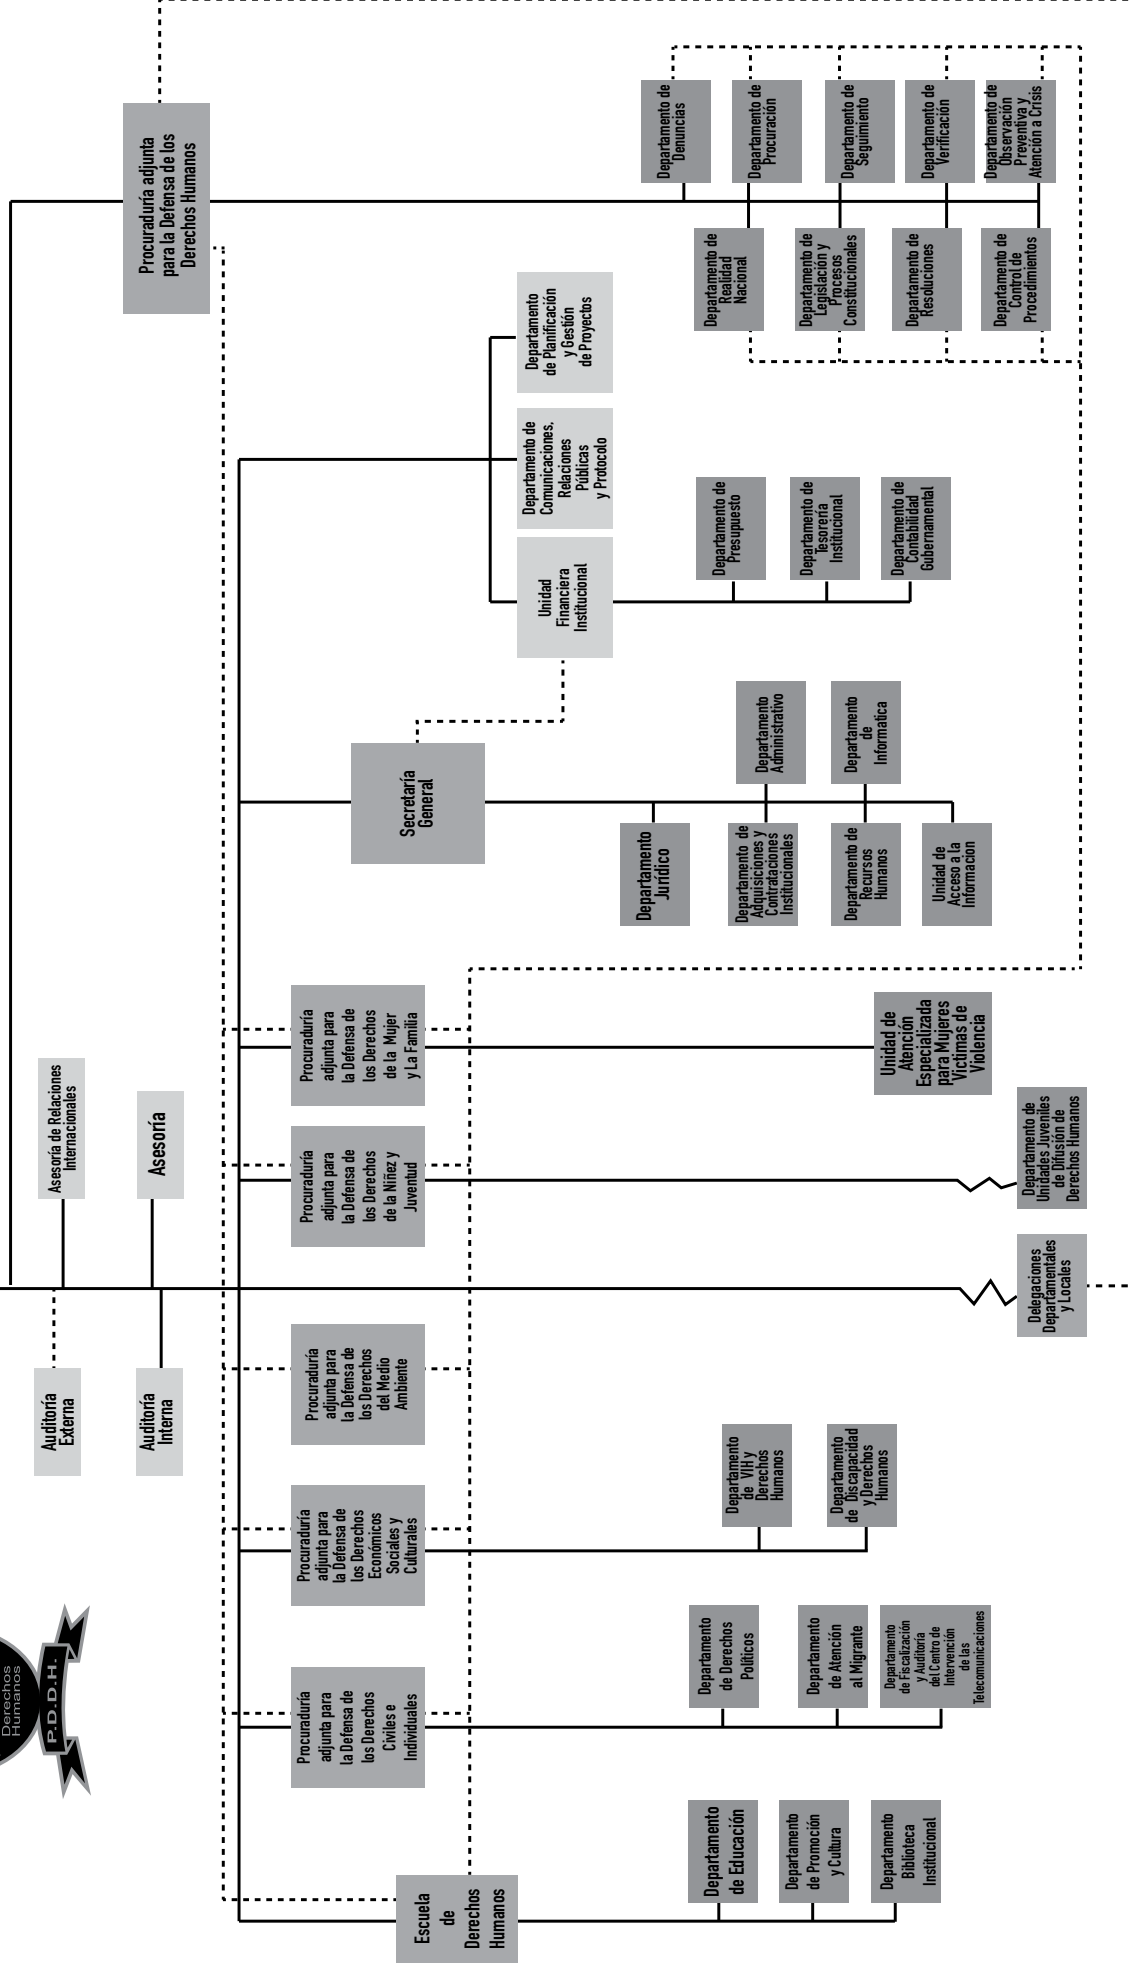 Derechos
Humanos
P.D.D.H.
Auditoría
Externa
Auditoría
Interna
Asesoría de Relaciones
Internacionales
Asesoría
Procuraduría adjunta
para la Defensa de los
Derechos Humanos
Escuela
de
Derechos
Humanos
Procuraduría
adjunta para
la Defensa de
los Derechos
Civiles e
Individuales
Procuraduría
adjunta para
la Defensa de
los Derechos
Económicos
Sociales y
Culturales
Procuraduría
adjunta para
la Defensa de
los Derechos
del Medio
Ambiente
Procuraduría
adjunta para
la Defensa de
los Derechos
de la Niñez y
Juventud
Procuraduría
adjunta para
la Defensa de
los Derechos
de la Mujer
y La Familia
Secretaría
General
Unidad
Financiera
Institucional
Departamento de
Comunicaciones,
Relaciones
Públicas
y Protocolo
Departamento
de Planificación
y Gestión
de Proyectos
Departamento
de Educación
Departamento
de Promoción
y Cultura
Departamento
Biblioteca
Institucional
Departamento
de Derechos
Políticos
Departamento
de Atención
al Migrante
Departamento
de Fiscalización
y Auditoría
del Centro de
Intervención
de las
Telecomunicaciones
Departamento
de VIH y
Derechos
Humanos
Departamento
de Discapacidad
y Derechos
Humanos
Delegaciones
Departamentales
y Locales
Departamento de
Unidades Juveniles
de Difusión de
Derechos Humanos
Unidad de
Atención
Especializada
para Mujeres
Victimas de
Violencia
Departamento
Jurídico
Departamento de
Adquisiciones y
Contrataciones
Institucionales
Departamento
Administrativo
Departamento de
Recursos
Humanos
Departamento
de
Informatica
Unidad de
Acceso a la
Informacion
Departamento de
Presupuesto
Departamento de
Tesorería
Institucional
Departamento de
Contabilidad
Gubernamental
Departamento de
Denuncias
Departamento de
Realidad
Nacional
Departamento de
Procuración
Departamento de
Legislación y
Procesos
Constitucionales
Departamento de
Seguimiento
Departamento de
Resoluciones
Departamento de
Verificación
Departamento de
Control de
Procedimientos
Departamento de
Observación
Preventiva y
Atención a Crisis